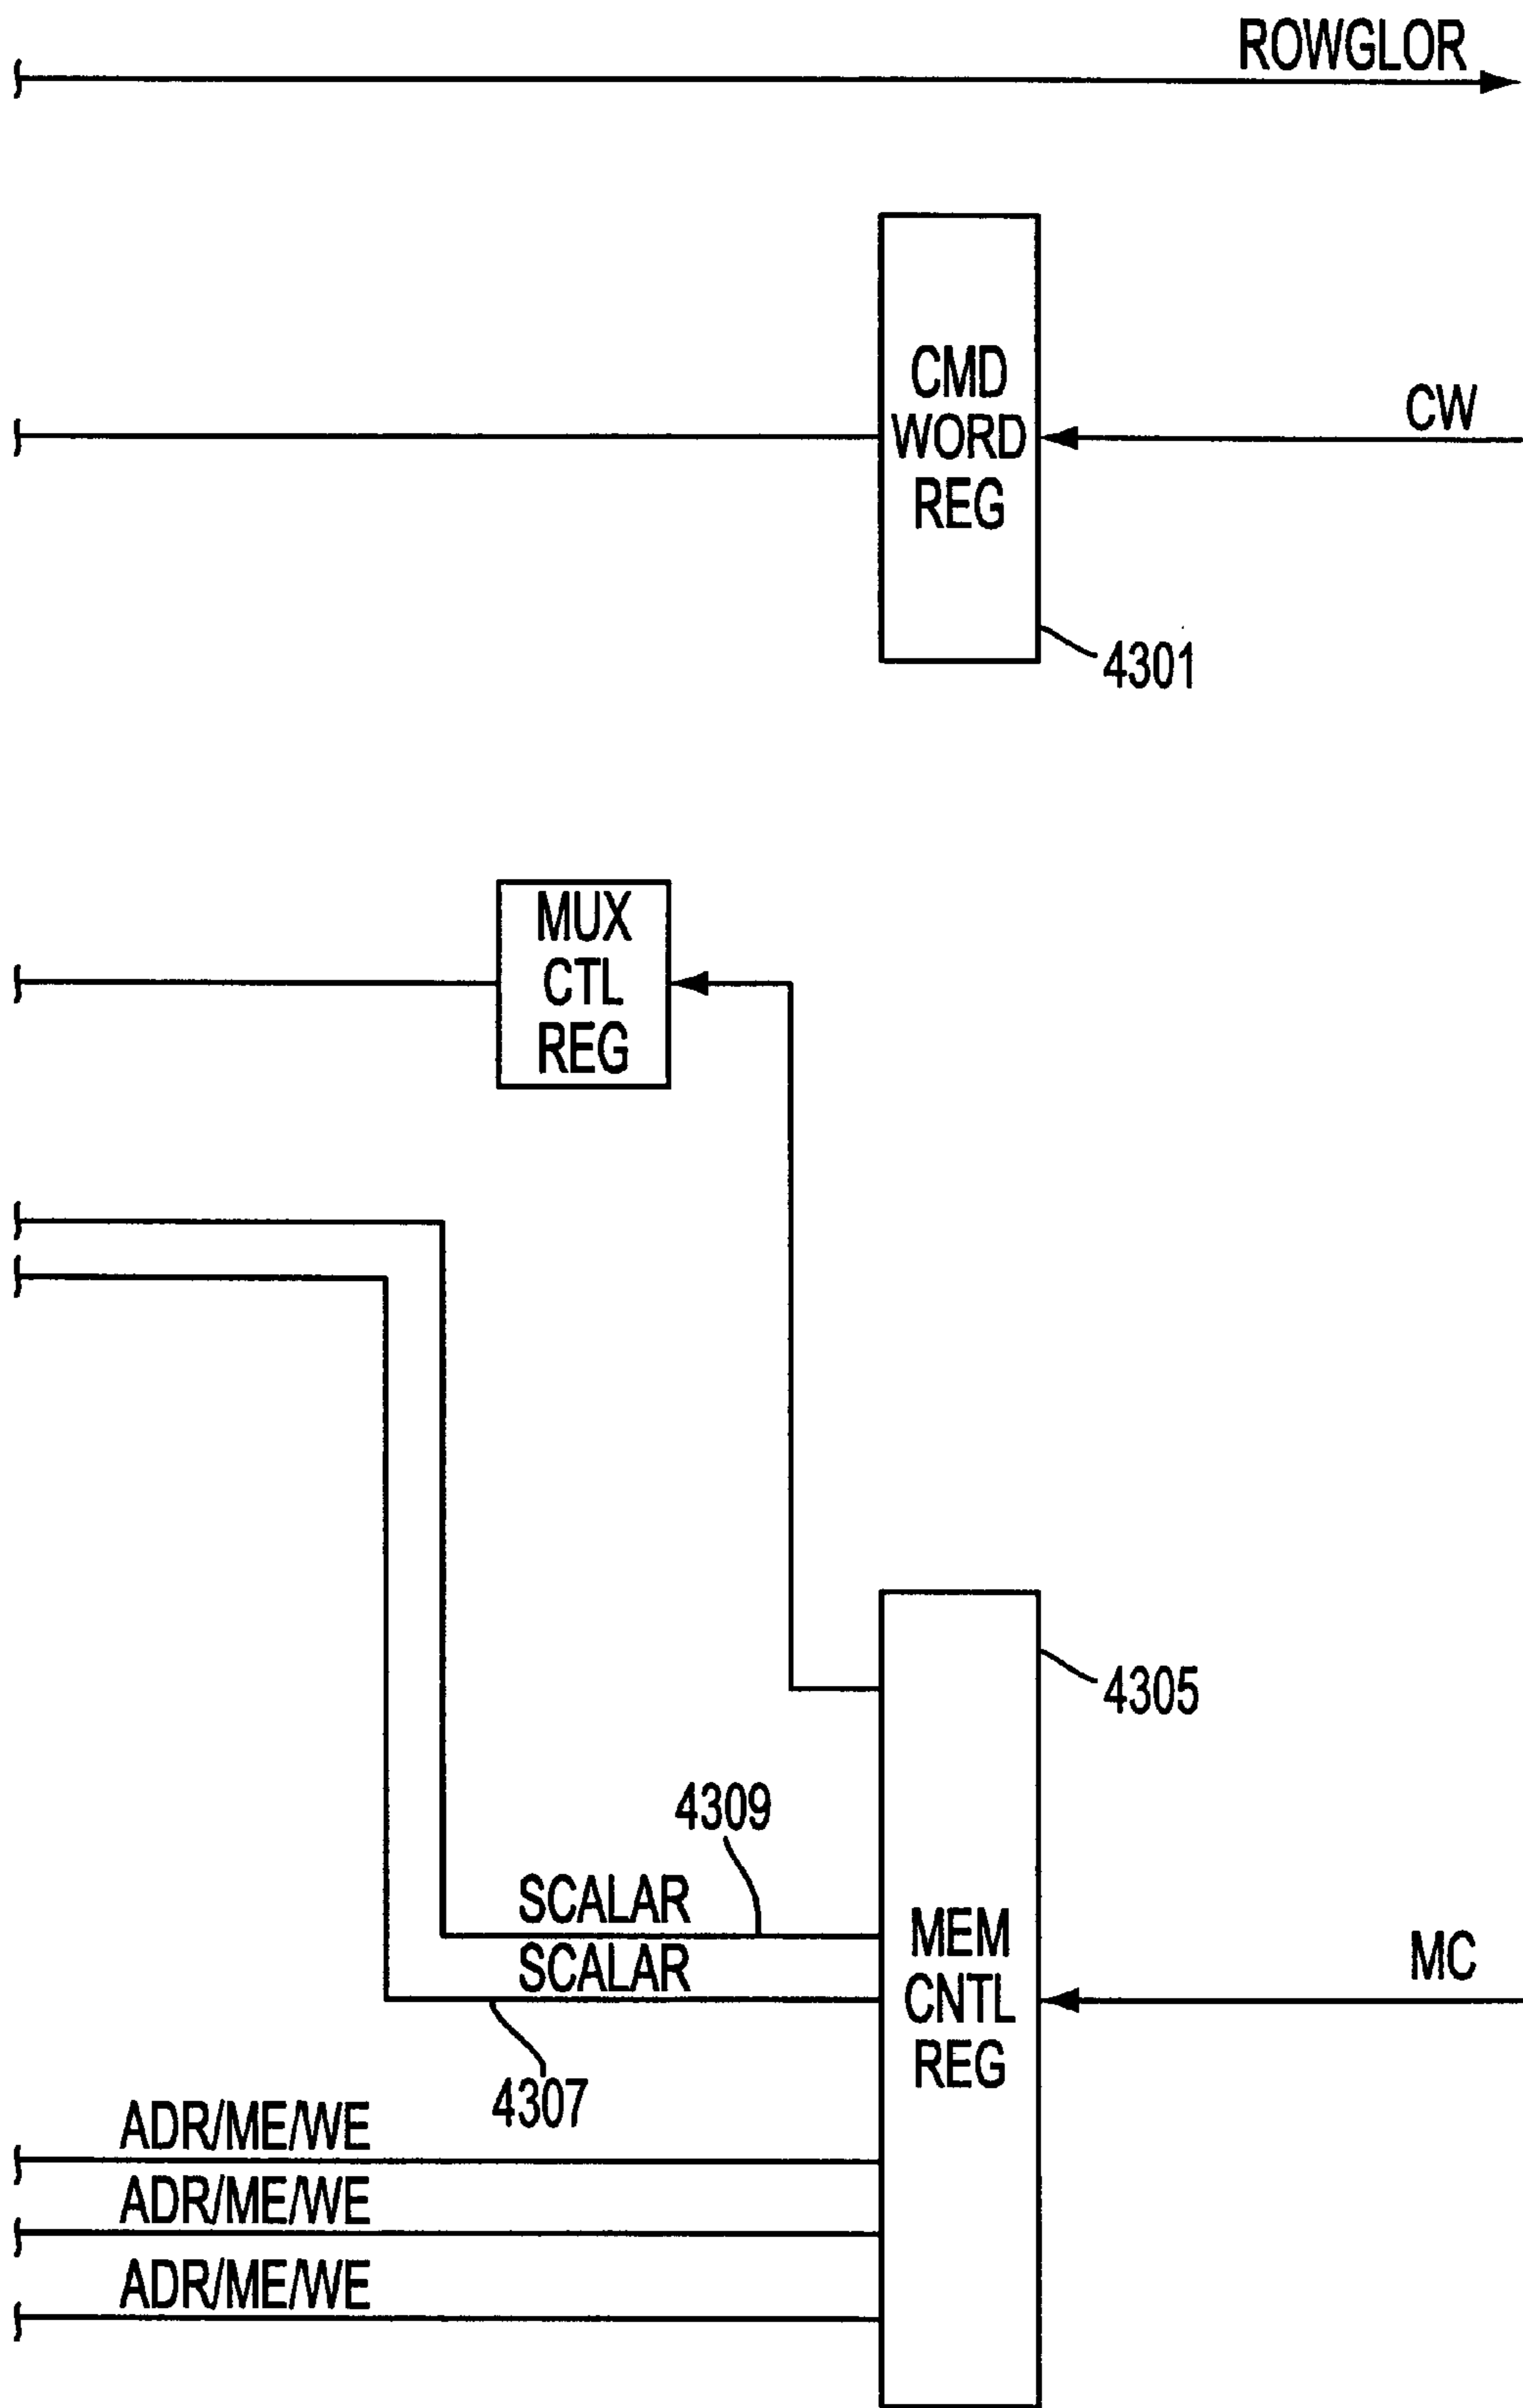 ROWGLOR
CMD
WORD
REG
CW
4301
MUX
CTL
REG
4305
4309
SCALAR
SCALAR
MEM
CNTL
REG
MC
4307
ADR/ME/WE
ADR/ME/WE
ADR/ME/WE